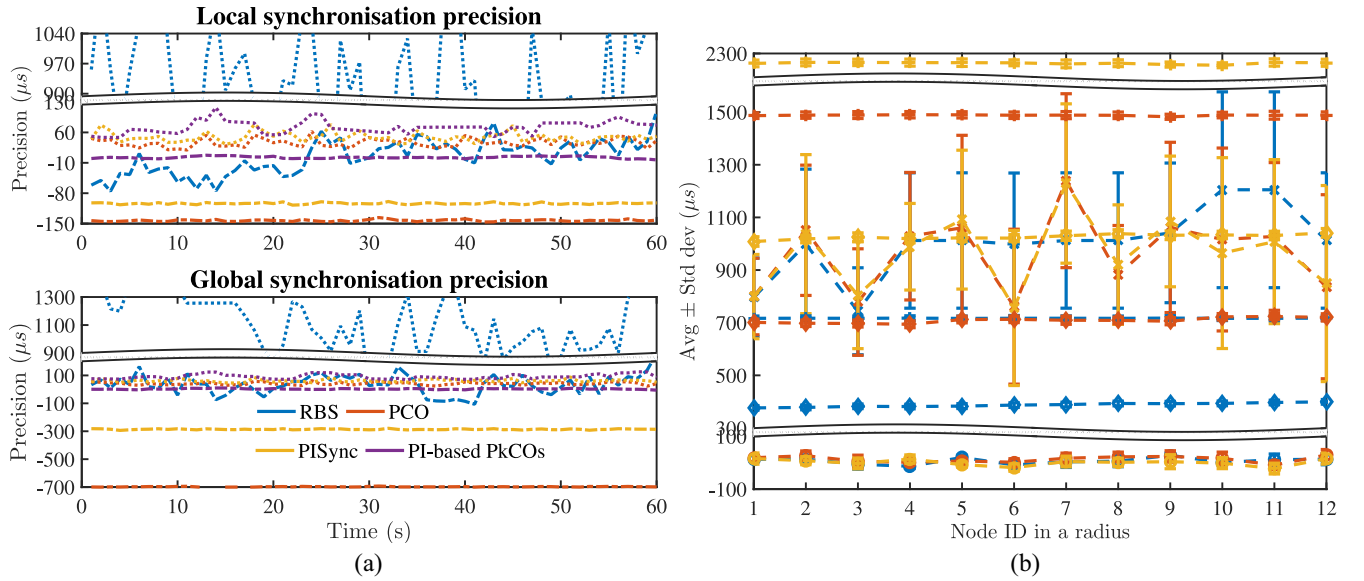 Local synchronisation precision
1040
970
900
130
60
-10
-80
-150
Precision (μs)
0 10 20 30 40 50 60
Global synchronisation precision
1300
1100
900
100
-100
-300
-500
-700
Precision (μs)
RBS PCO
PISync PI-based PkCOs
0 10 20 30 40 50 60
Time (s)
(a)
2300
1500
1300
1100
900
700
500
300
100
-100
Avg ± Std dev (μs)
1 2 3 4 5 6 7 8 9 10 11 12
Node ID in a radius
(b)